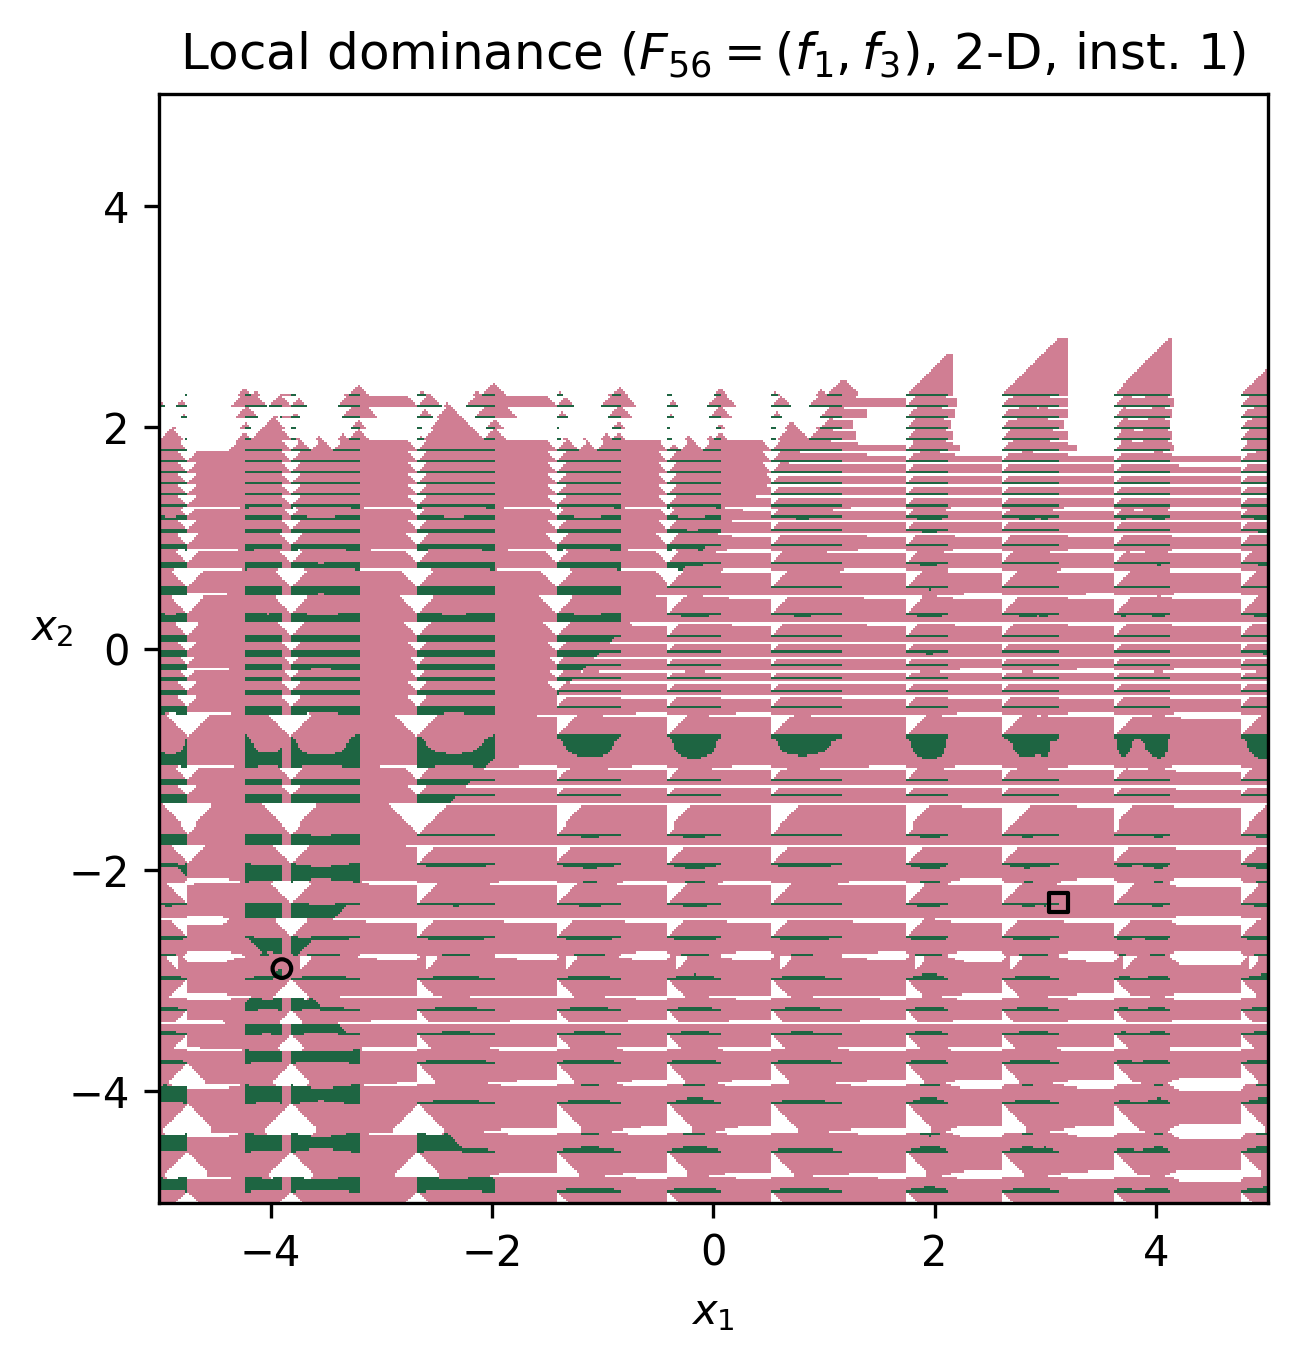 Local dominance (F₅₆ = (f₁, f₃), 2-D, inst. 1)
4
2
x₂ 0
−2
−4
−4 −2 0 2 4
x₁